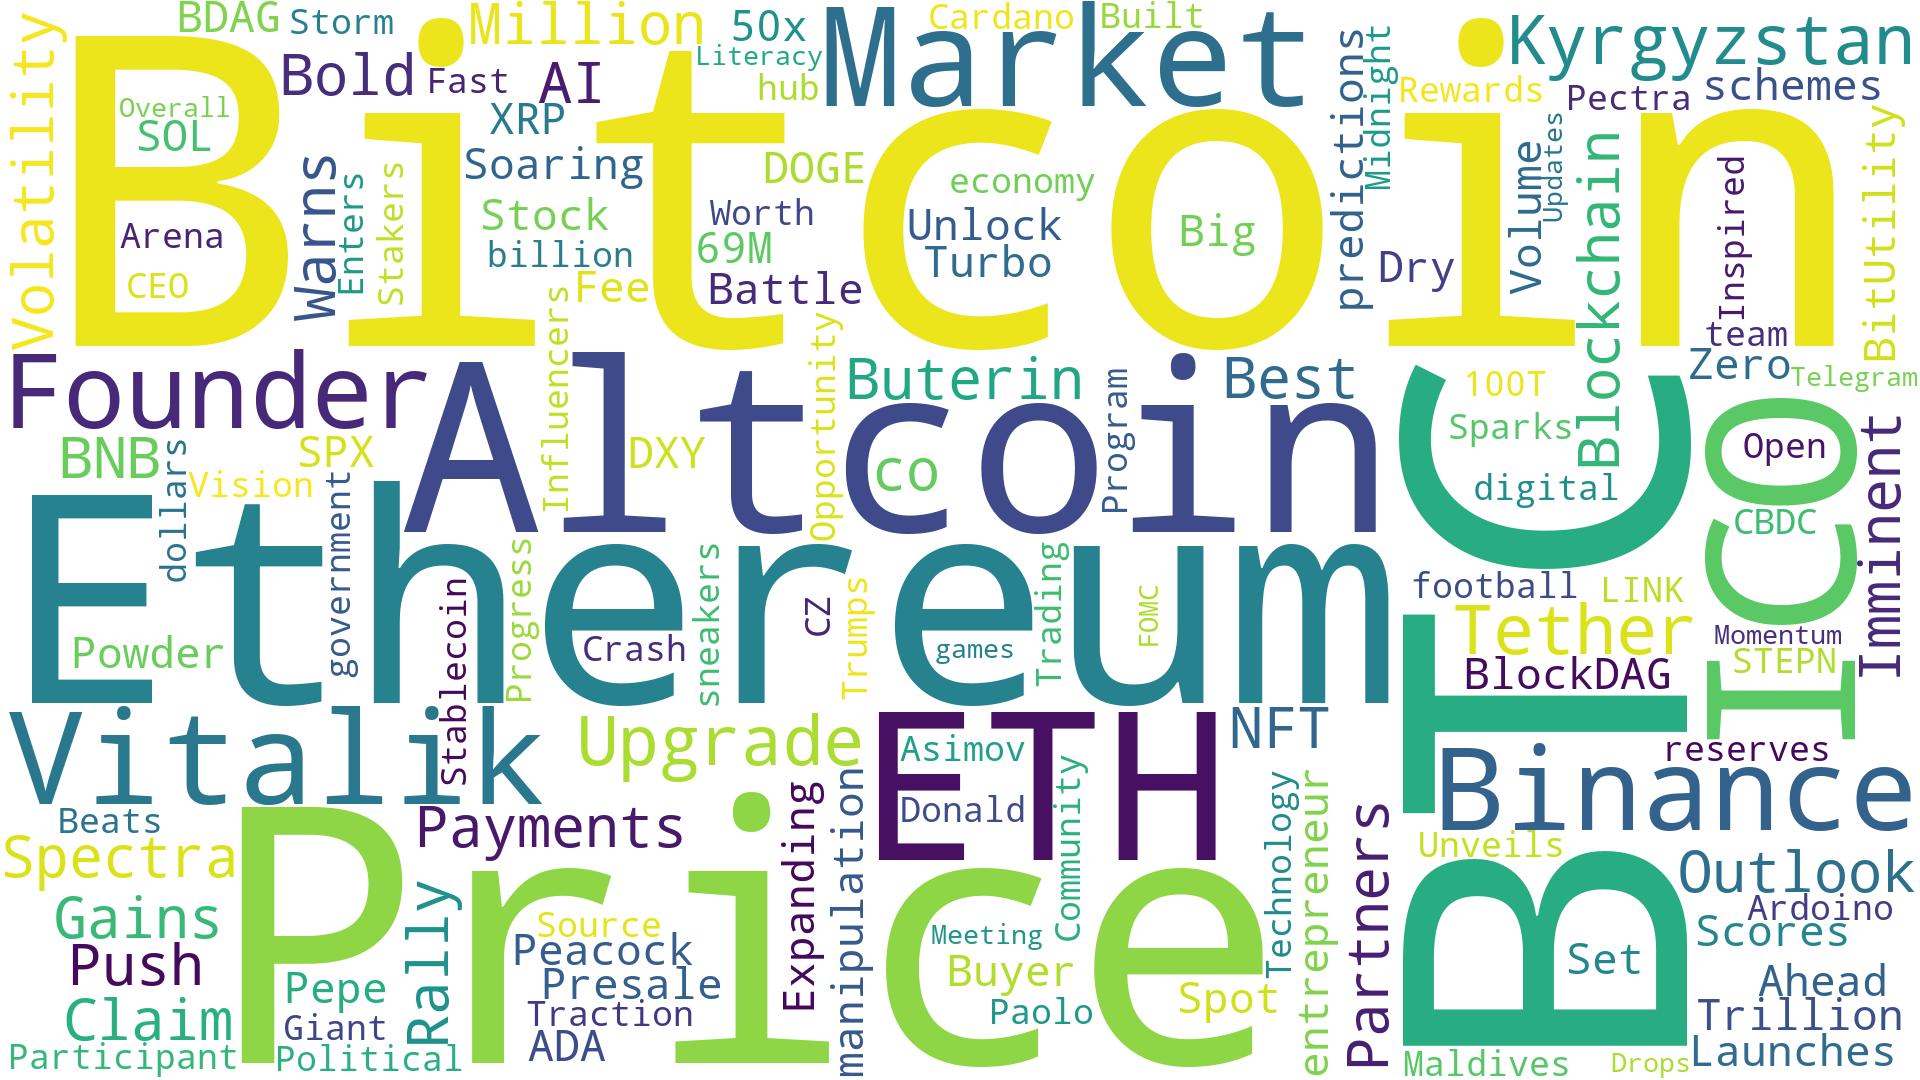 Bitcoin
Market
Kyrgyzstan
BDAG
Storm
Million
50x
Cardano
Built
Literacy
hub
Bold
Fast
AI
Rewards
Pectra
schemes
Overall
SOL
XRP
Soaring
DOGE
economy
Volatility
Warns
Enters
Stakers
Arena
CEO
Stock
billion
Worth
69M
Fee
Battle
Unlock
Turbo
Big
predictions
Midnight
Dry
Volume
Updates
Blockchain
Inspired
BitUtility
team
Zero
Telegram
Founder
Altcoin
Influencers
Opportunity
Buterin
Program
Best
100T
Sparks
digital
BTC
ICO
Open
CBDC
Imminent
BNB
dollars
SPX
Vision
government
DXY
co
Ethereum
Powder
Stablecoin
Progress
Crash
sneakers
CZ
Trumps
games
Trading
FOMC
football
LINK
Tether
Momentum
STEPN
BlockDAG
Vitalik
Upgrade
ETH
Asimov
Donald
NFT
reserves
Binance
Beats
Payments
Expanding
manipulation
Community
Technology
entrepreneur
Partners
Unveils
Outlook
Spectra
Price
Gains
Push
Claim
Participant
Pepe
Giant
Political
Rally
Source
Peacock
Presale
Traction
ADA
Meeting
Buyer
Paolo
Spot
Set
Ardoino
Scores
Ahead
Trillion
Launches
Maldives
Drops